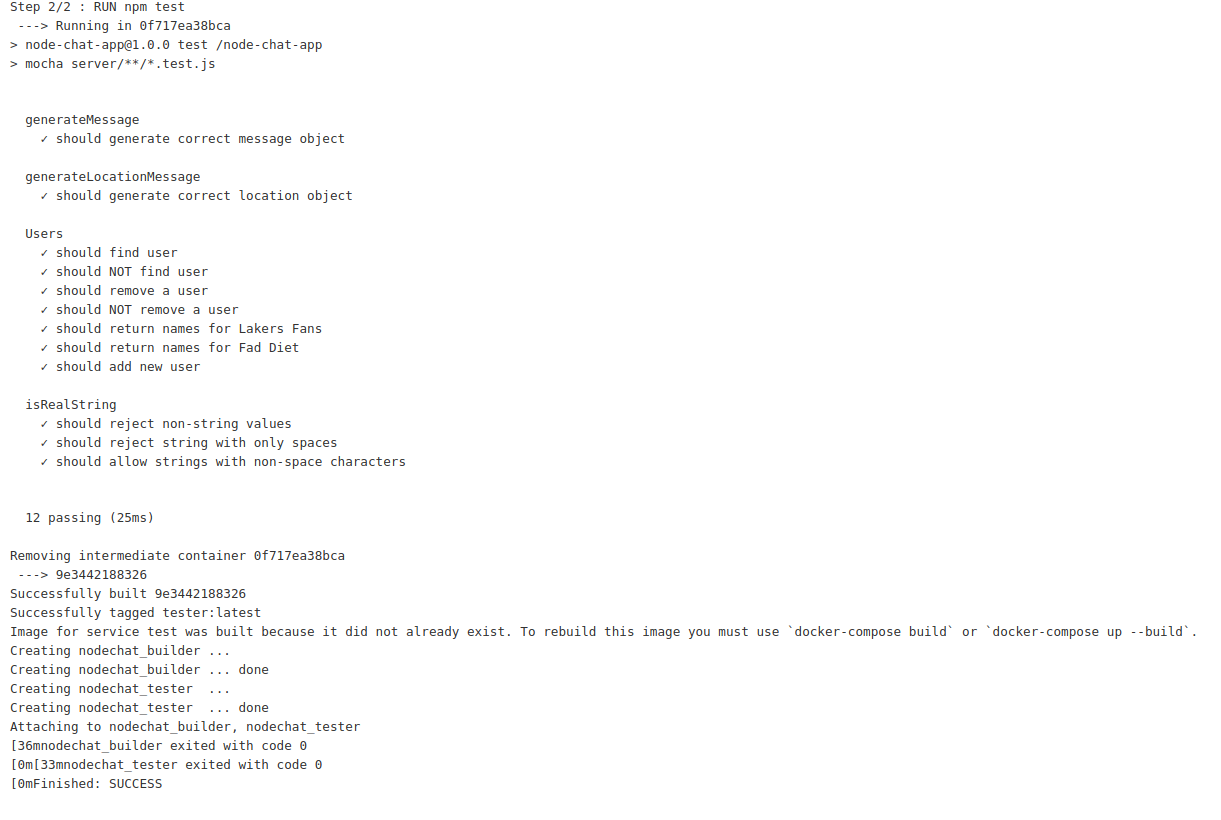 Step 2/2 : RUN npm test
 ---> Running in 0f717ea38bca
> node-chat-app@1.0.0 test /node-chat-app
> mocha server/**/*.test.js
  generateMessage
    ✓ should generate correct message object
  generateLocationMessage
    ✓ should generate correct location object
  Users
    ✓ should find user
    ✓ should NOT find user
    ✓ should remove a user
    ✓ should NOT remove a user
    ✓ should return names for Lakers Fans
    ✓ should return names for Fad Diet
    ✓ should add new user
  isRealString
    ✓ should reject non-string values
    ✓ should reject string with only spaces
    ✓ should allow strings with non-space characters
  12 passing (25ms)
Removing intermediate container 0f717ea38bca
 ---> 9e3442188326
Successfully built 9e3442188326
Successfully tagged tester:latest
Image for service test was built because it did not already exist. To rebuild this image you must use `docker-compose build` or `docker-compose up --build`.
Creating nodechat_builder ...
Creating nodechat_builder ... done
Creating nodechat_tester  ...
Creating nodechat_tester  ... done
Attaching to nodechat_builder, nodechat_tester
[36mnodechat_builder exited with code 0
[0m[33mnodechat_tester exited with code 0
[0mFinished: SUCCESS